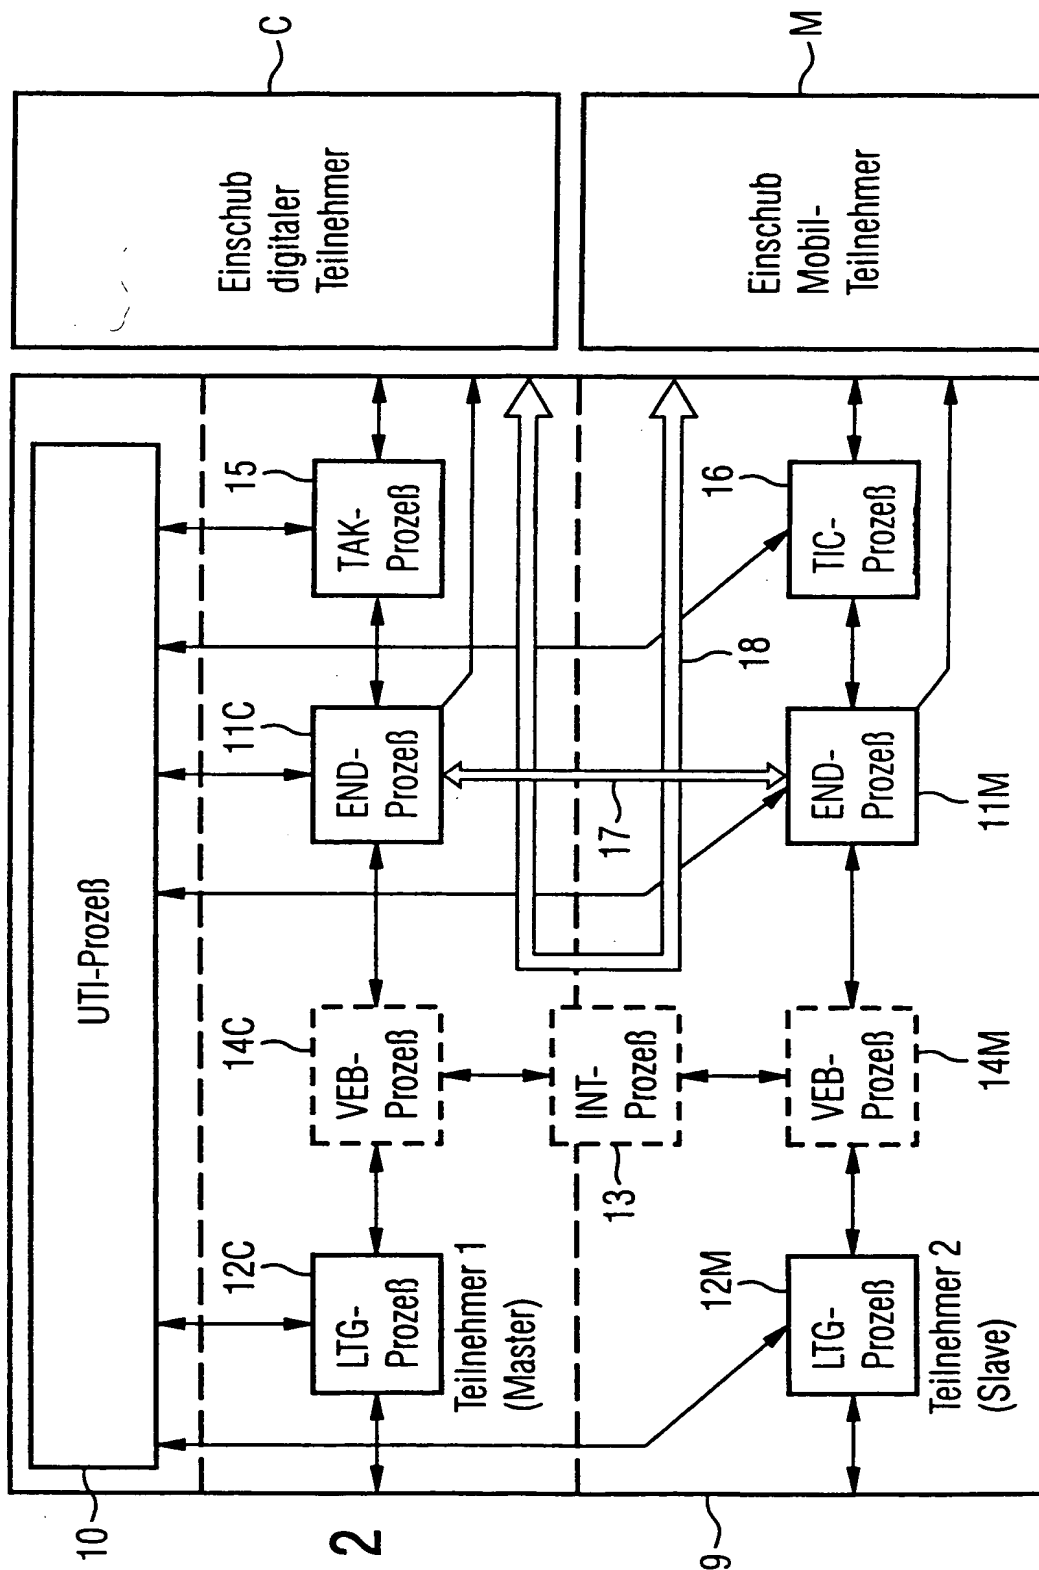 10
UTI-Prozeß
2
12C
LTG-
Prozeß
Teilnehmer 1
(Master)
14C
VEB-
Prozeß
11C
END-
Prozeß
15
TAK-
Prozeß
13
INT-
Prozeß
17
18
9
12M
LTG-
Prozeß
Teilnehmer 2
(Slave)
14M
VEB-
Prozeß
11M
END-
Prozeß
16
TIC-
Prozeß
C
Einschub
digitaler
Teilnehmer
M
Einschub
Mobil-
Teilnehmer